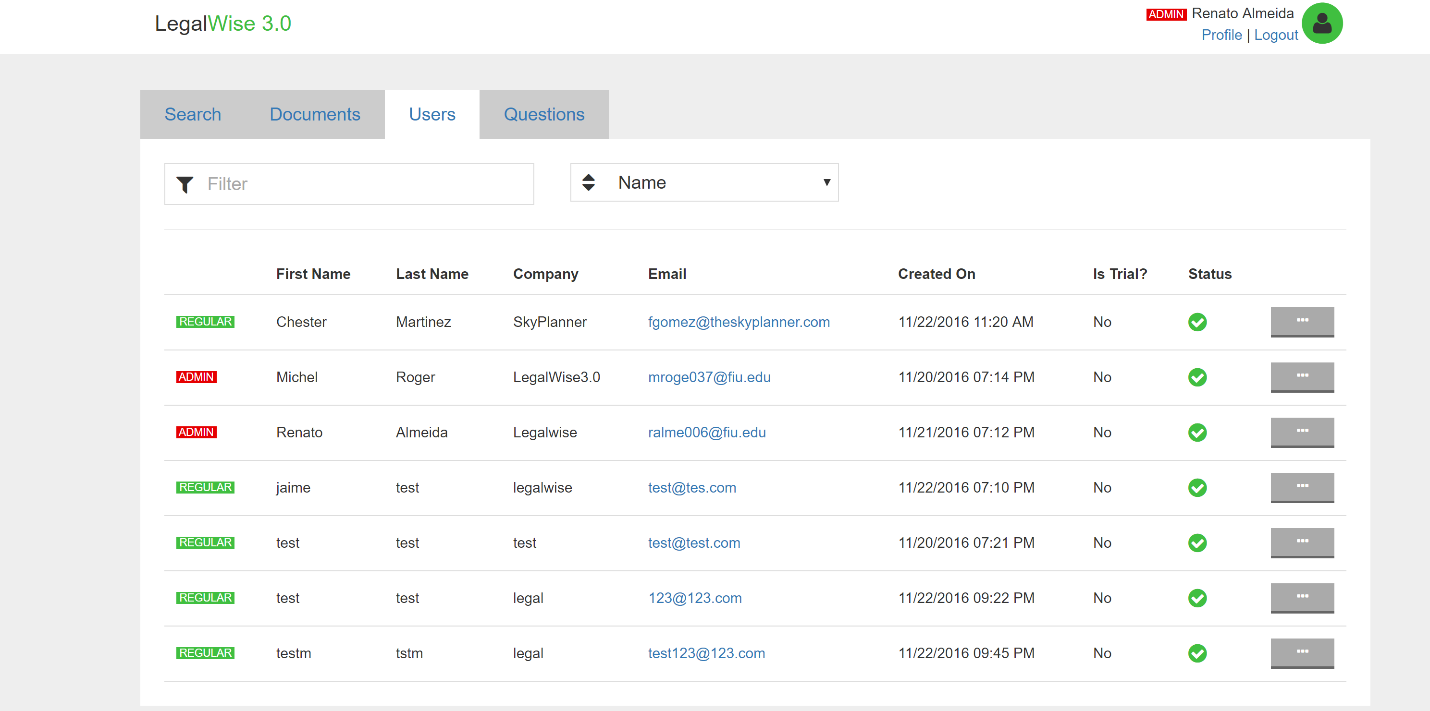 LegalWise 3.0
ADMIN Renato Almeida
Profile | Logout
Search Documents Users Questions
Filter Name
First Name Last Name Company Email Created On Is Trial? Status
REGULAR Chester Martinez SkyPlanner fgomez@theskyplanner.com 11/22/2016 11:20 AM No
ADMIN Michel Roger LegalWise3.0 mroge037@fiu.edu 11/20/2016 07:14 PM No
ADMIN Renato Almeida Legalwise ralme006@fiu.edu 11/21/2016 07:12 PM No
REGULAR jaime test legalwise test@tes.com 11/22/2016 07:10 PM No
REGULAR test test test test@test.com 11/20/2016 07:21 PM No
REGULAR test test legal 123@123.com 11/22/2016 09:22 PM No
REGULAR testm tstm legal test123@123.com 11/22/2016 09:45 PM No